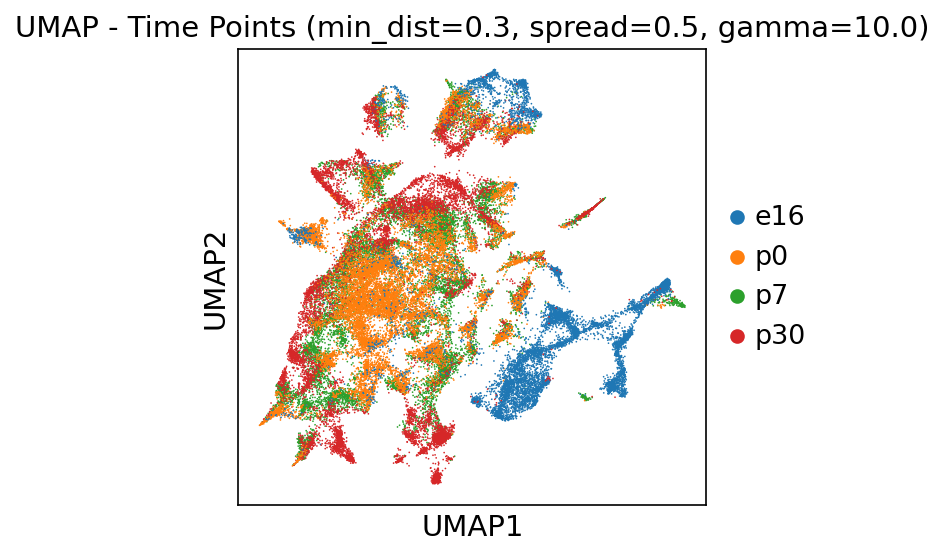 UMAP - Time Points (min_dist=0.3, spread=0.5, gamma=10.0)
UMAP2
e16
p0
p7
p30
UMAP1